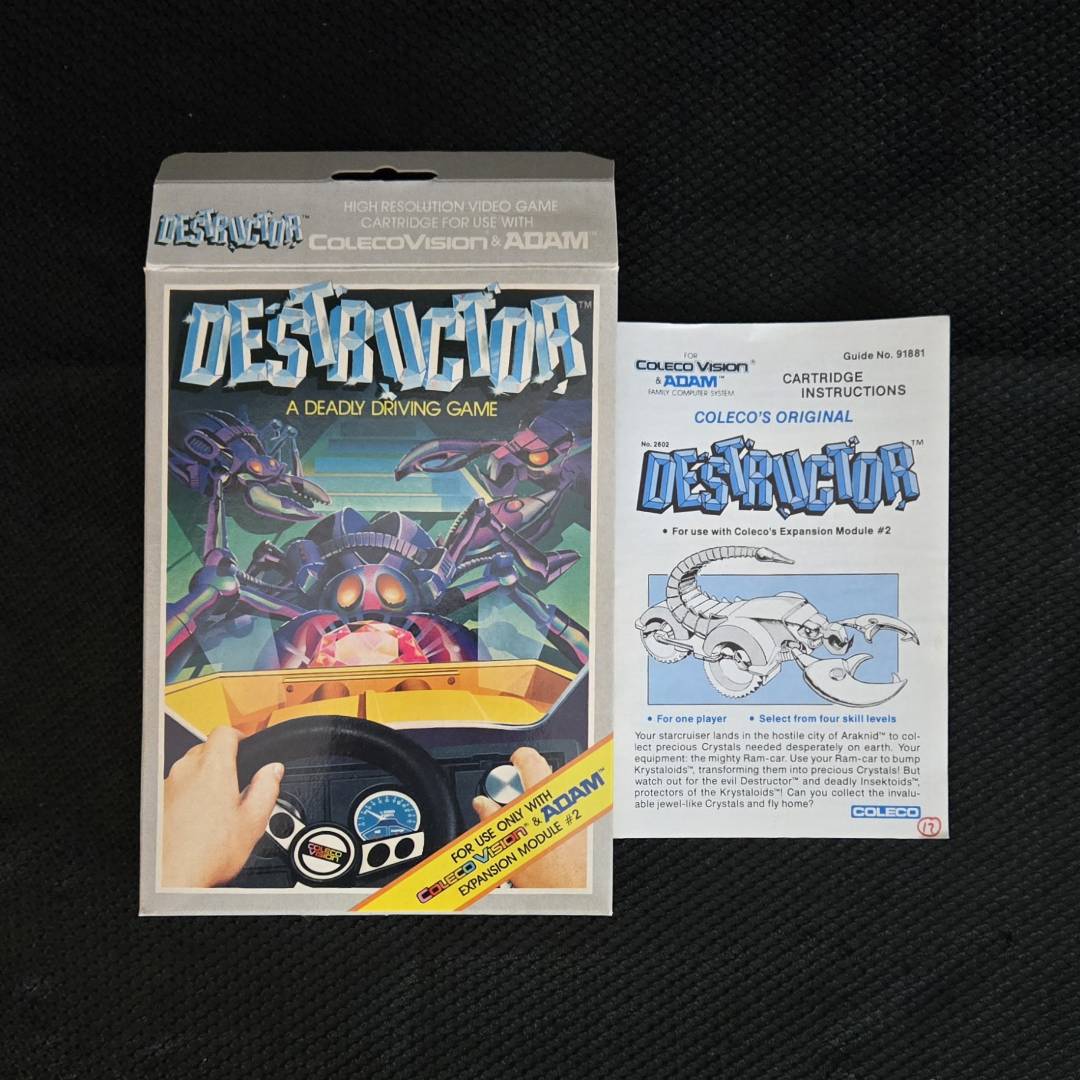 DESTRUCTOR™
HIGH RESOLUTION VIDEO GAME
CARTRIDGE FOR USE WITH
COLECOVISION® & ADAM™
DESTRUCTOR™
A DEADLY DRIVING GAME
COLECO
VISION
FOR USE ONLY WITH
COLECOVISION® & ADAM™
EXPANSION MODULE #2
FOR
COLECOVISION®
& ADAM™
FAMILY COMPUTER SYSTEM
Guide No. 91881
CARTRIDGE
INSTRUCTIONS
COLECO'S ORIGINAL
No. 2602
DESTRUCTOR™
• For use with Coleco's Expansion Module #2
• For one player • Select from four skill levels
Your starcruiser lands in the hostile city of Araknid™ to col-
lect precious Crystals needed desperately on earth. Your
equipment: the mighty Ram-car. Use your Ram-car to bump
Krystaloids™, transforming them into precious Crystals! But
watch out for the evil Destructor™ and deadly Insektoids™,
protectors of the Krystaloids™! Can you collect the invalu-
able jewel-like Crystals and fly home?
COLECO
17